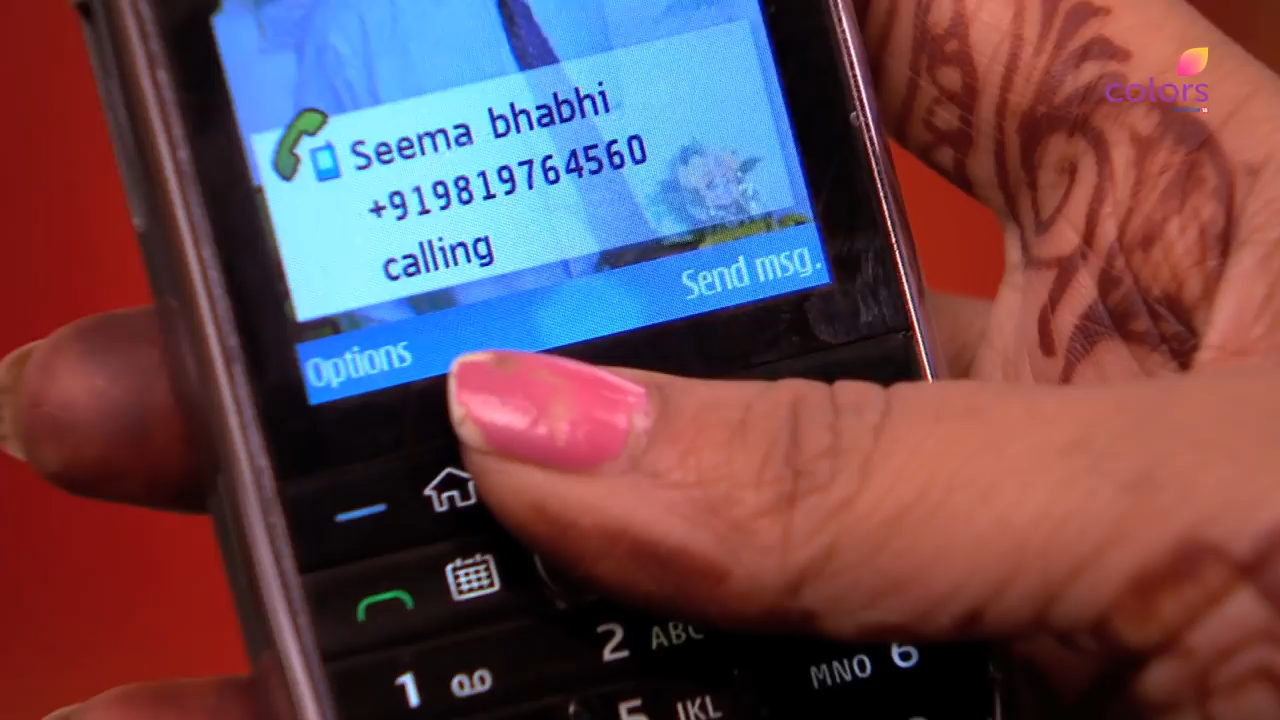 colors
Seema bhabhi
+919819764560
calling
Send msg.
Options
1
2 ABC
MNO 6
5 JKL